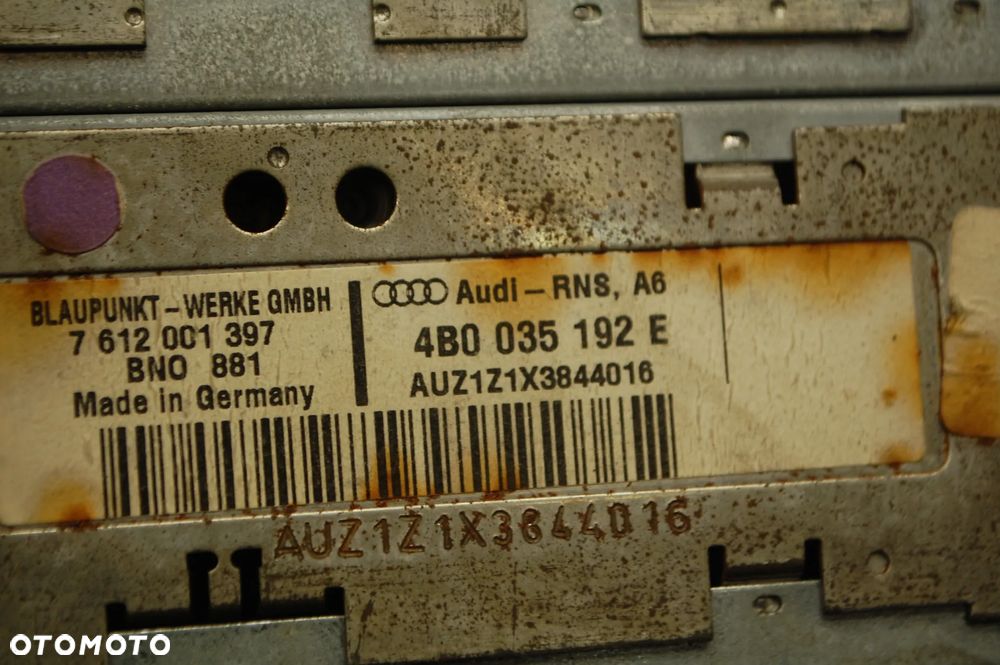 BLAUPUNKT - WERKE GMBH
7 612 001 397
BNO 881
Made in Germany
Audi - RNS, A6
4B0 035 192 E
AUZ1Z1X3844016
AUZ1Z1X3844016
OTOMOTO